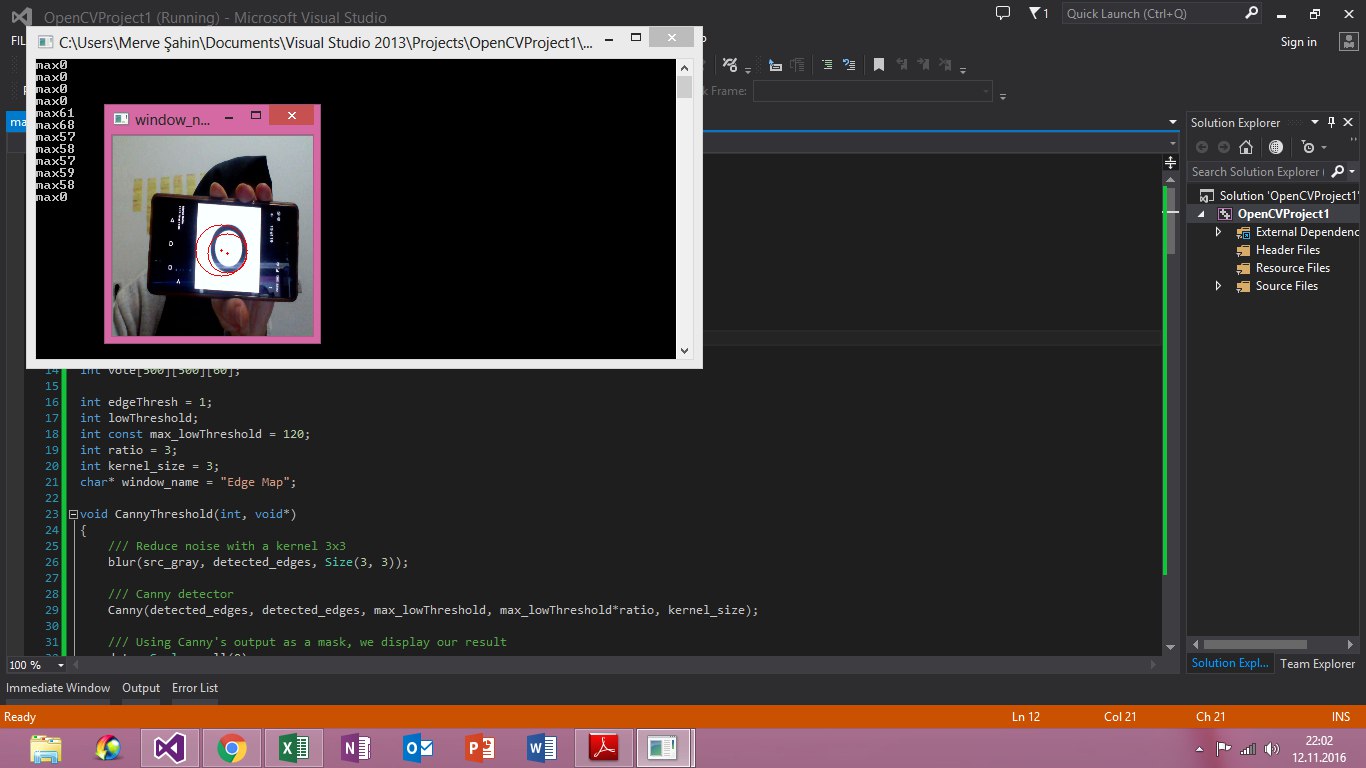 OpenCVProject1 (Running) - Microsoft Visual Studio
1
Quick Launch (Ctrl+Q)
Sign in
C:\Users\Merve Şahin\Documents\Visual Studio 2013\Projects\OpenCVProject1\...
max0
max0
max0
max0
max61
max68
max57
max58
max57
max59
max58
max0
window_n...
Frame:
Solution Explorer
Search Solution Explorer (
Solution 'OpenCVProject1'
OpenCVProject1
External Dependenc
Header Files
Resource Files
Source Files
14 int vote[500][500][60];
15
16 int edgeThresh = 1;
17 int lowThreshold;
18 int const max_lowThreshold = 120;
19 int ratio = 3;
20 int kernel_size = 3;
21 char* window_name = "Edge Map";
22
23 void CannyThreshold(int, void*)
24 {
25 /// Reduce noise with a kernel 3x3
26 blur(src_gray, detected_edges, Size(3, 3));
27
28 /// Canny detector
29 Canny(detected_edges, detected_edges, max_lowThreshold, max_lowThreshold*ratio, kernel_size);
30
31 /// Using Canny's output as a mask, we display our result
100 %
Solution Expl... Team Explorer
Immediate Window Output Error List
Ready Ln 12 Col 21 Ch 21 INS
22:02
12.11.2016